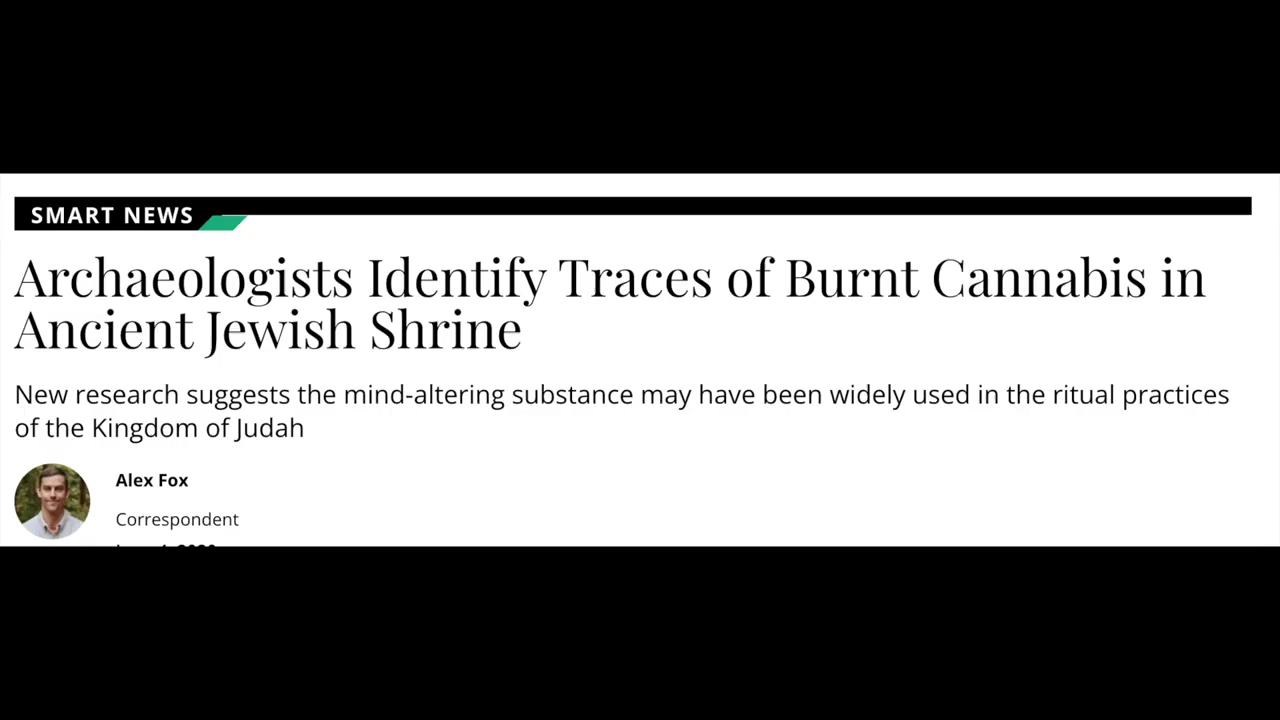 SMART NEWS
Archaeologists Identify Traces of Burnt Cannabis in
Ancient Jewish Shrine
New research suggests the mind-altering substance may have been widely used in the ritual practices
of the Kingdom of Judah
Alex Fox
Correspondent